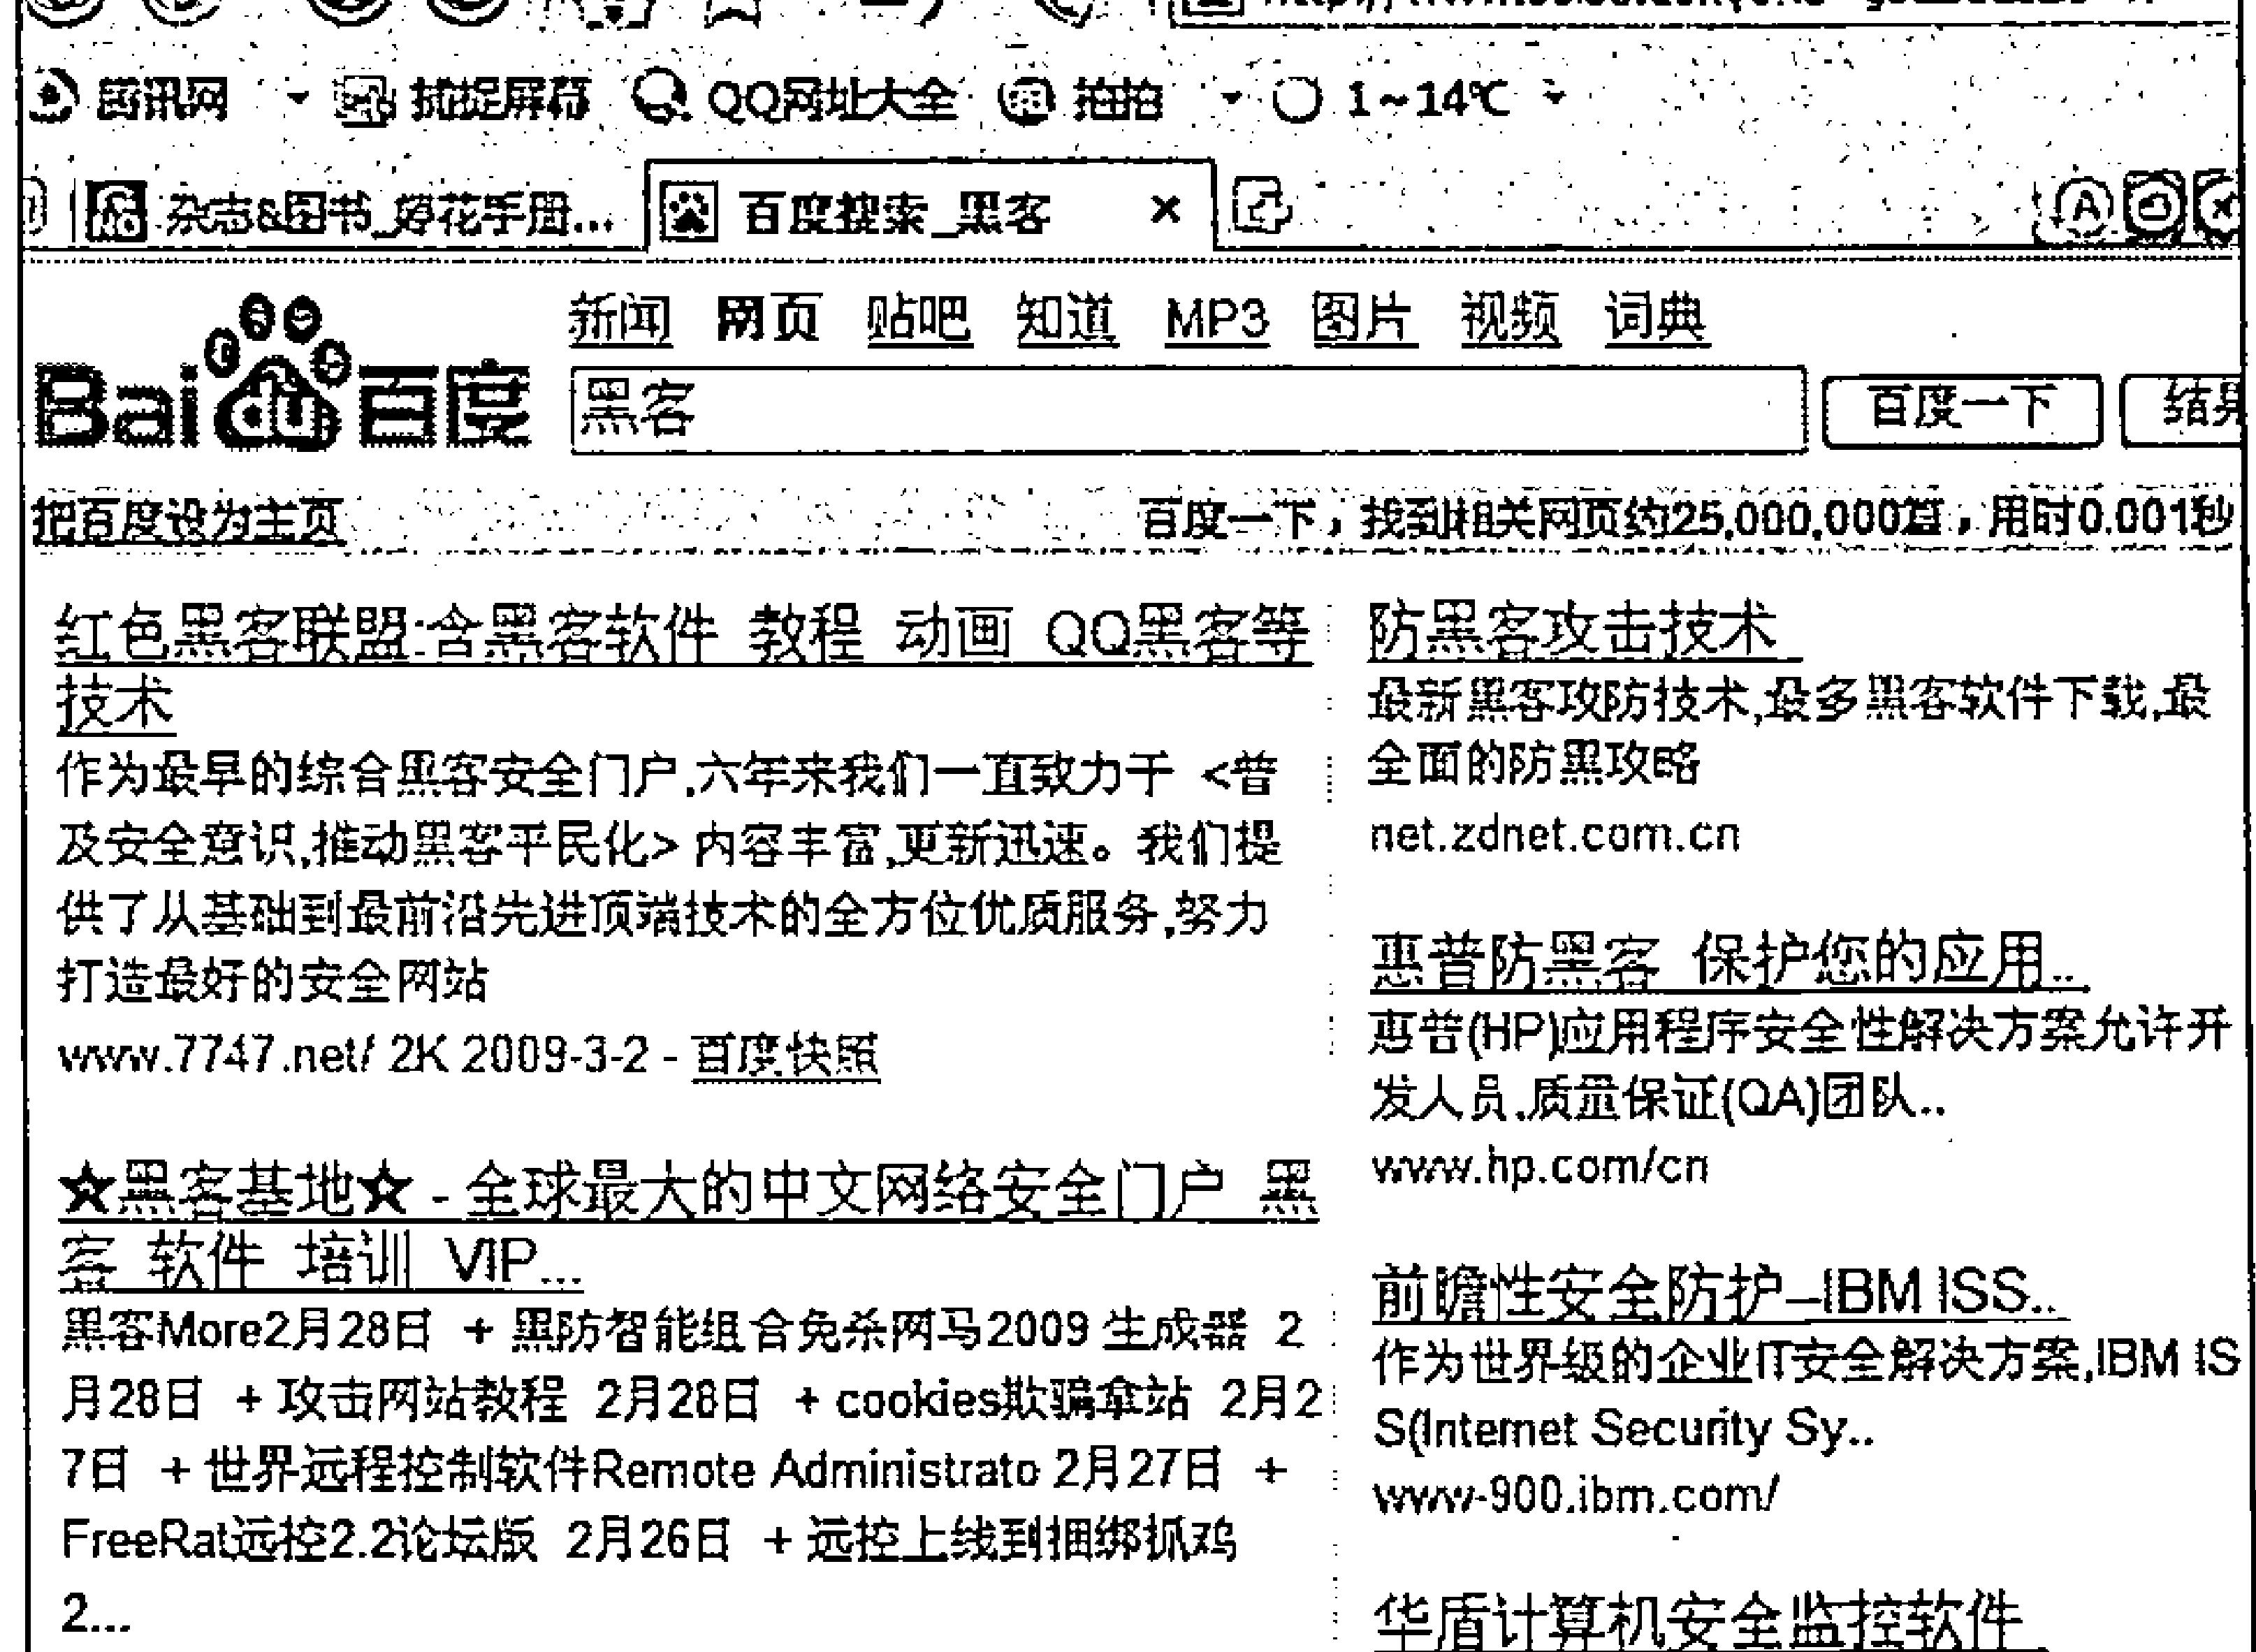 腾讯网 捕捉屏幕 QQ网址大全 拍拍 1~14℃
杂志&图书_婷花手册... 百度搜索_黑客
新闻 网页 贴吧 知道 MP3 图片 视频 词典
Bai du 百度 黑客 百度一下 结果
把百度设为主页 百度一下，找到相关网页约25,000,000篇，用时0.001秒
红色黑客联盟:含黑客软件 教程 动画 QQ黑客等
技术
作为最早的综合黑客安全门户,六年来我们一直致力于 <普
及安全意识,推动黑客平民化> 内容丰富,更新迅速。我们提
供了从基础到最前沿先进顶端技术的全方位优质服务,努力
打造最好的安全网站
www.7747.net/ 2K 2009-3-2 - 百度快照
☆黑客基地☆ - 全球最大的中文网络安全门户 黑
客 软件 培训 VIP...
黑客More2月28日 + 黑防智能组合免杀网马2009 生成器 2
月28日 + 攻击网站教程 2月28日 + cookies欺骗拿站 2月2
7日 + 世界远程控制软件Remote Administrato 2月27日 +
FreeRat远控2.2论坛版 2月26日 + 远控上线到捆绑抓鸡
2...
防黑客攻击技术
最新黑客攻防技术,最多黑客软件下载,最
全面的防黑攻略
net.zdnet.com.cn
惠普防黑客 保护您的应用..
惠普(HP)应用程序安全性解决方案允许开
发人员,质量保证(QA)团队..
www.hp.com/cn
前瞻性安全防护–IBM ISS..
作为世界级的企业IT安全解决方案,IBM IS
S(Internet Security Sy..
www-900.ibm.com/
华盾计算机安全监控软件